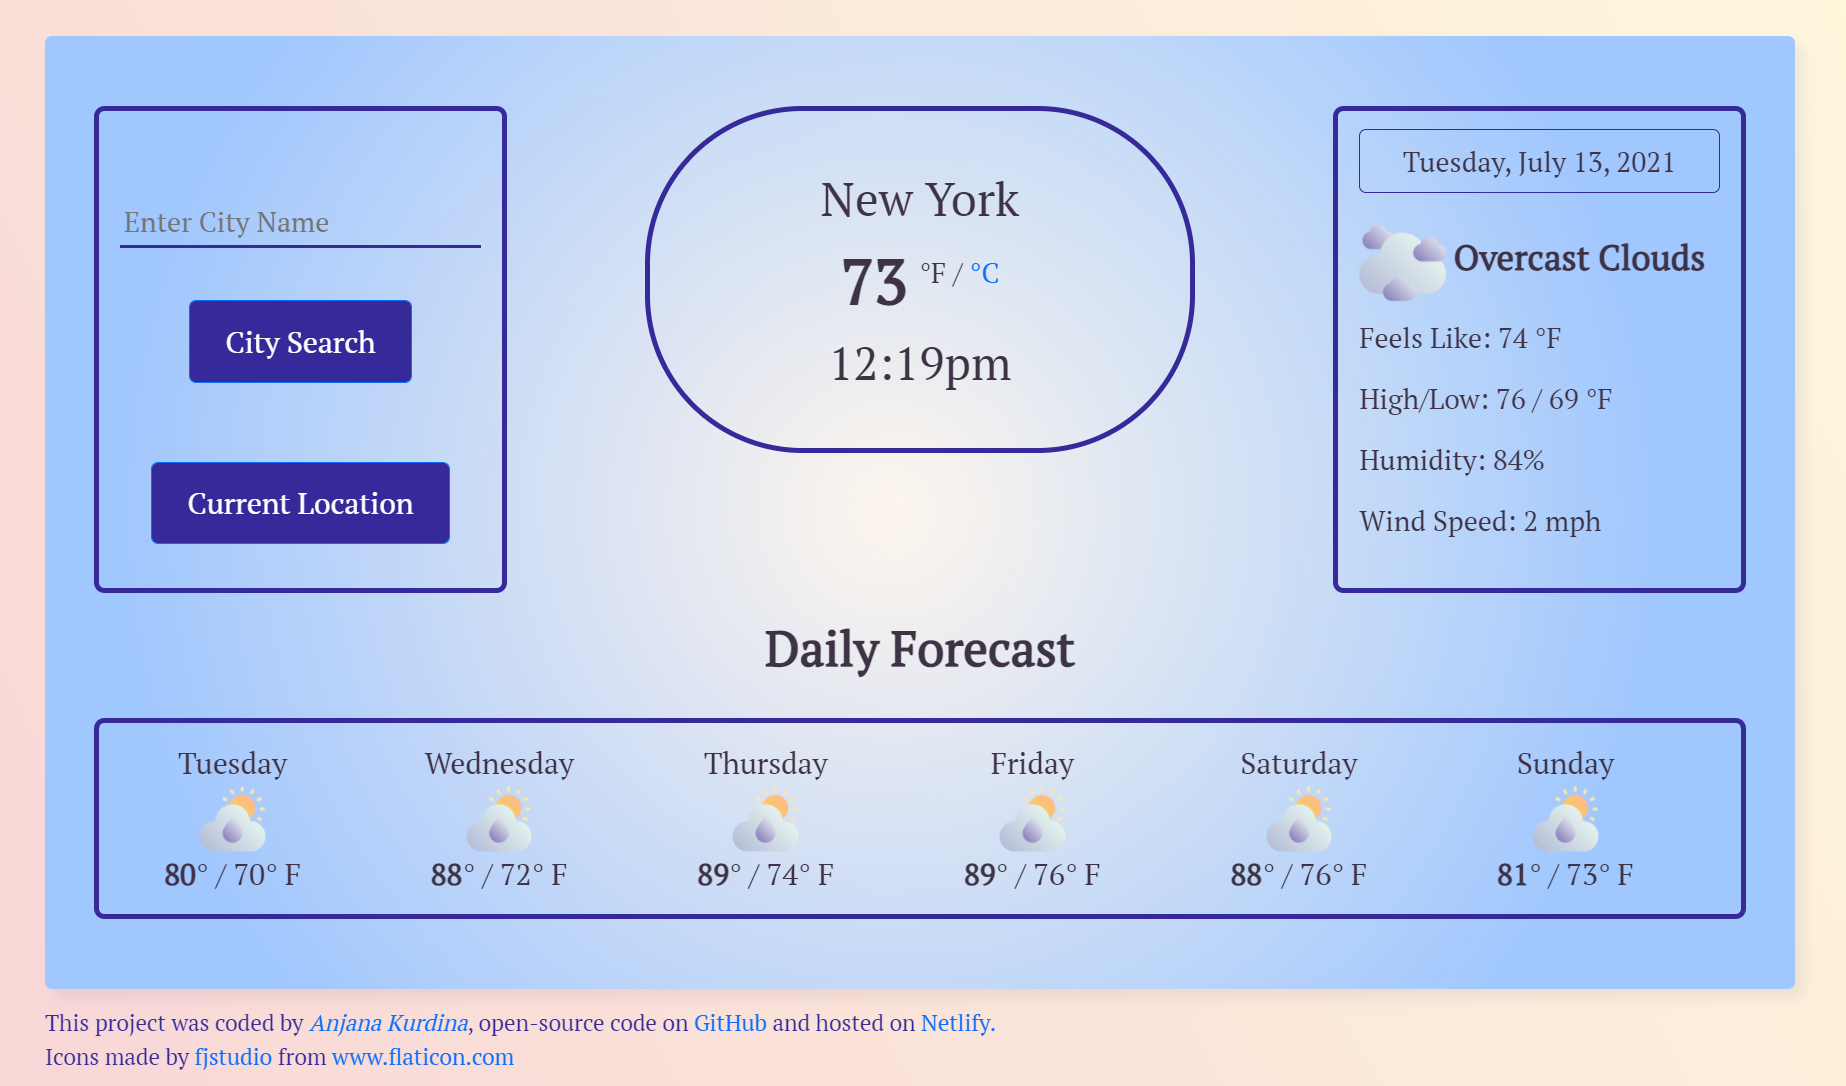 Enter City Name
City Search
Current Location
New York
73 °F / °C
12:19pm
Tuesday, July 13, 2021
Overcast Clouds
Feels Like: 74 °F
High/Low: 76 / 69 °F
Humidity: 84%
Wind Speed: 2 mph
Daily Forecast
Tuesday
80° / 70° F
Wednesday
88° / 72° F
Thursday
89° / 74° F
Friday
89° / 76° F
Saturday
88° / 76° F
Sunday
81° / 73° F
This project was coded by Anjana Kurdina, open-source code on GitHub and hosted on Netlify.
Icons made by fjstudio from www.flaticon.com